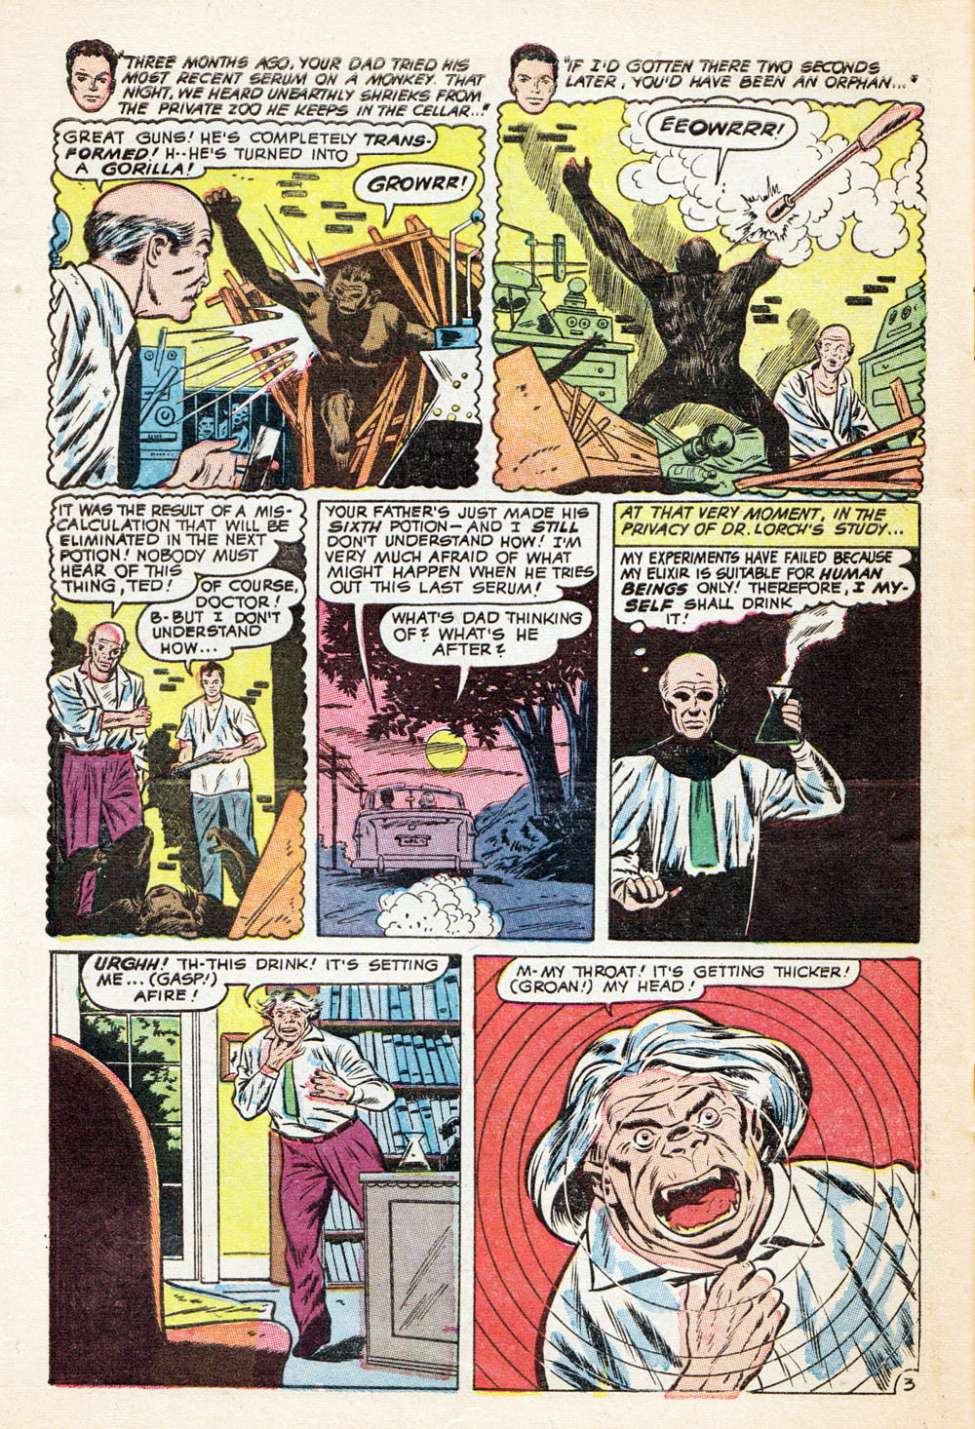 "THREE MONTHS AGO, YOUR DAD TRIED HIS
MOST RECENT SERUM ON A MONKEY. THAT
NIGHT, WE HEARD UNEARTHLY SHRIEKS FROM
THE PRIVATE ZOO HE KEEPS IN THE CELLAR..."
GREAT GUNS! HE'S COMPLETELY TRANS-
FORMED! H--HE'S TURNED INTO
A GORILLA!
GROWRR!
"IF I'D GOTTEN THERE TWO SECONDS
LATER, YOU'D HAVE BEEN AN ORPHAN..."
EEOWRRR!
IT WAS THE RESULT OF A MIS-
CALCULATION THAT WILL BE
ELIMINATED IN THE NEXT
POTION! NOBODY MUST
HEAR OF THIS
THING, TED!
OF COURSE,
DOCTOR!
B-BUT I DON'T
UNDERSTAND
HOW...
YOUR FATHER'S JUST MADE HIS
SIXTH POTION—AND I STILL
DON'T UNDERSTAND HOW! I'M
VERY MUCH AFRAID OF WHAT
MIGHT HAPPEN WHEN HE TRIES
OUT THIS LAST SERUM!
WHAT'S DAD THINKING
OF? WHAT'S HE
AFTER?
AT THAT VERY MOMENT, IN THE
PRIVACY OF DR. LORCH'S STUDY...
MY EXPERIMENTS HAVE FAILED BECAUSE
MY ELIXIR IS SUITABLE FOR HUMAN
BEINGS ONLY! THEREFORE, I MY-
SELF SHALL DRINK
IT!
URGHH! TH-THIS DRINK! IT'S SETTING
ME... (GASP!)
AFIRE!
M-MY THROAT! IT'S GETTING THICKER!
(GROAN!) MY HEAD!
3